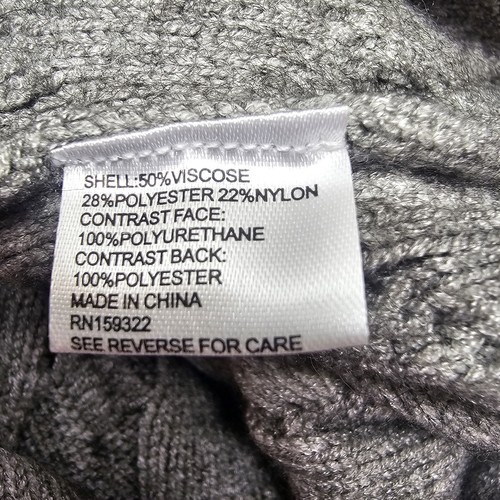 SHELL:50%VISCOSE
28%POLYESTER 22%NYLON
CONTRAST FACE:
100%POLYURETHANE
CONTRAST BACK:
100%POLYESTER
MADE IN CHINA
RN159322
SEE REVERSE FOR CARE